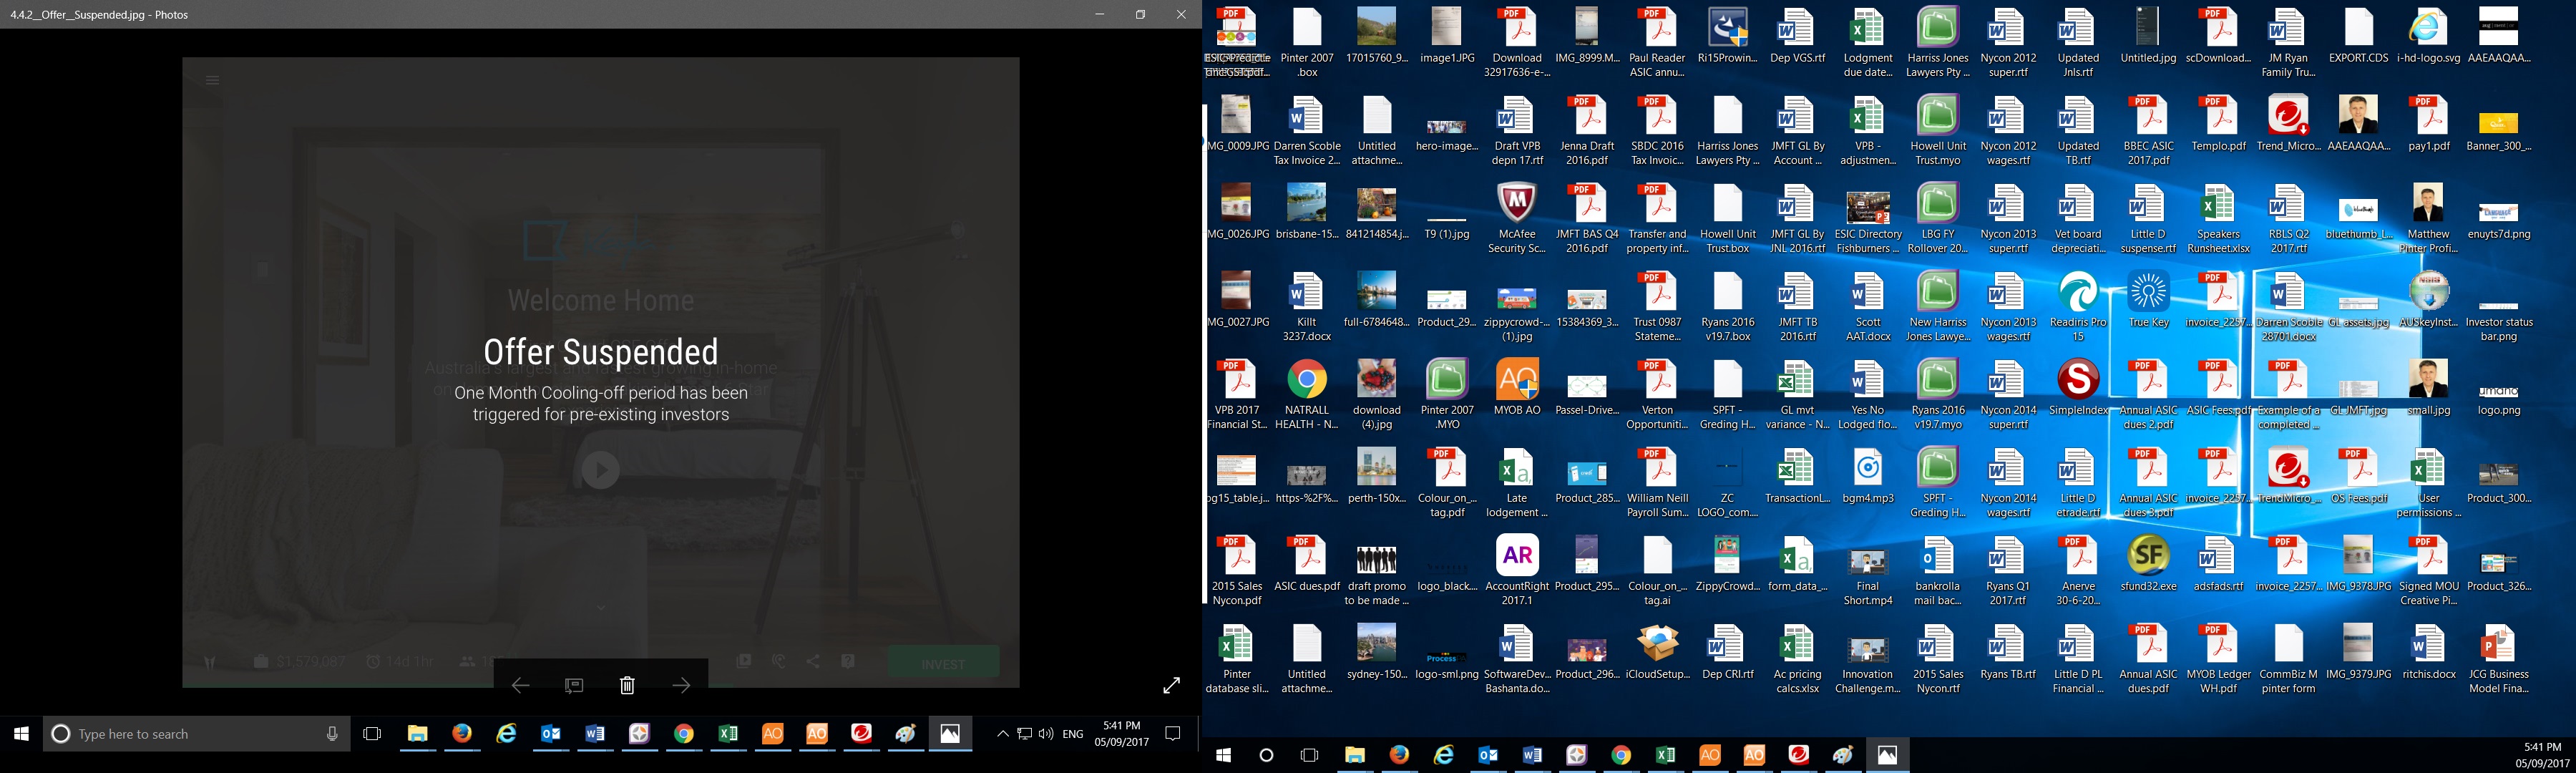 4.4.2__Offer__Suspended.jpg - Photos
Welcome Home
Offer Suspended
Australia's largest and fastest growing in-home
One Month Cooling-off period has been
triggered for pre-existing investors
$1,579,087 14d 1hr
INVEST
Type here to search
ENG
5:41 PM
05/09/2017
Pinter 2007 17015760_9... image1.JPG Download IMG_8999.M... Paul Reader Ri15Prowin... Dep VGS.rtf Lodgment Harriss Jones Nycon 2012 Updated Untitled.jpg scDownload... JM Ryan EXPORT.CDS i-hd-logo.svg AAEAAQAA...
.box 32917636-e-... ASIC annu... due date... Lawyers Pty ... super.rtf Jnls.rtf Family Tru...
MG_0009.JPG Darren Scoble Untitled hero-image... Draft VPB Jenna Draft SBDC 2016 Harriss Jones JMFT GL By VPB - Howell Unit Nycon 2012 Updated BBEC ASIC Templo.pdf Trend_Micro... AAEAAQAA... pay1.pdf Banner_300_...
Tax Invoice 2... attachme... depn 17.rtf 2016.pdf Tax Invoic... Lawyers Pty ... Account ... adjustmen... Trust.myo wages.rtf TB.rtf 2017.pdf
MG_0026.JPG brisbane-15... 841214854.j... T9 (1).jpg McAfee JMFT BAS Q4 Transfer and Howell Unit JMFT GL By ESIC Directory LBG FY Nycon 2013 Vet board Little D Speakers RBLS Q2 bluethumb_L... Matthew enuyts7d.png
Security Sc... 2016.pdf property inf... Trust.box JNL 2016.rtf Fishburners ... Rollover 20... super.rtf depreciati... suspense.rtf Runsheet.xlsx 2017.rtf Pinter Profi...
MG_0027.JPG Killt full-6784648... Product_29... zippycrowd-... 15384369_3... Trust 0987 Ryans 2016 JMFT TB Scott New Harriss Nycon 2013 Readiris Pro True Key invoice_2257... Darren Scoble GL assets.jpg AUSkeyInst... Investor status
3237.docx (1).jpg Stateme... v19.7.box 2016.rtf AAT.docx Jones Lawye... wages.rtf 15 28701.docx bar.png
VPB 2017 NATRALL download Pinter 2007 MYOB AO Passel-Drive... Verton SPFT - GL mvt Yes No Ryans 2016 Nycon 2014 SimpleIndex Annual ASIC ASIC Fees.pdf Example of a GL JMFT.jpg small.jpg logo.png
Financial St... HEALTH - N... (4).jpg .MYO Opportuniti... Greding H... variance - N... Lodged flo... v19.7.myo super.rtf dues 2.pdf completed ...
pg15_table.j... https-%2F%... perth-150x... Colour_on_... Late Product_285... William Neill ZC TransactionL... bgm4.mp3 SPFT - Nycon 2014 Little D Annual ASIC invoice_2257... TrendMicro_... OS Fees.pdf User Product_300...
tag.pdf lodgement ... Payroll Sum... LOGO_com.... Greding H... wages.rtf etrade.rtf dues 3.pdf permissions ...
2015 Sales ASIC dues.pdf draft promo logo_black.... AccountRight Product_295... Colour_on_... ZippyCrowd... form_data_... Final bankrolla Ryans Q1 Anerve sfund32.exe adsfads.rtf invoice_2257... IMG_9378.JPG Signed MOU Product_326...
Nycon.pdf to be made ... 2017.1 tag.ai Short.mp4 mail bac... 2017.rtf 30-6-20... Creative Pi...
Pinter Untitled sydney-150... logo-sml.png SoftwareDev... Product_296... iCloudSetup... Dep CRI.rtf Ac pricing Innovation 2015 Sales Ryans TB.rtf Little D PL Annual ASIC MYOB Ledger CommBiz M IMG_9379.JPG ritchis.docx JCG Business
database sli... attachme... Bashanta.do... calcs.xlsx Challenge.m... Nycon.rtf Financial ... dues.pdf WH.pdf pinter form Model Fina...
5:41 PM
05/09/2017